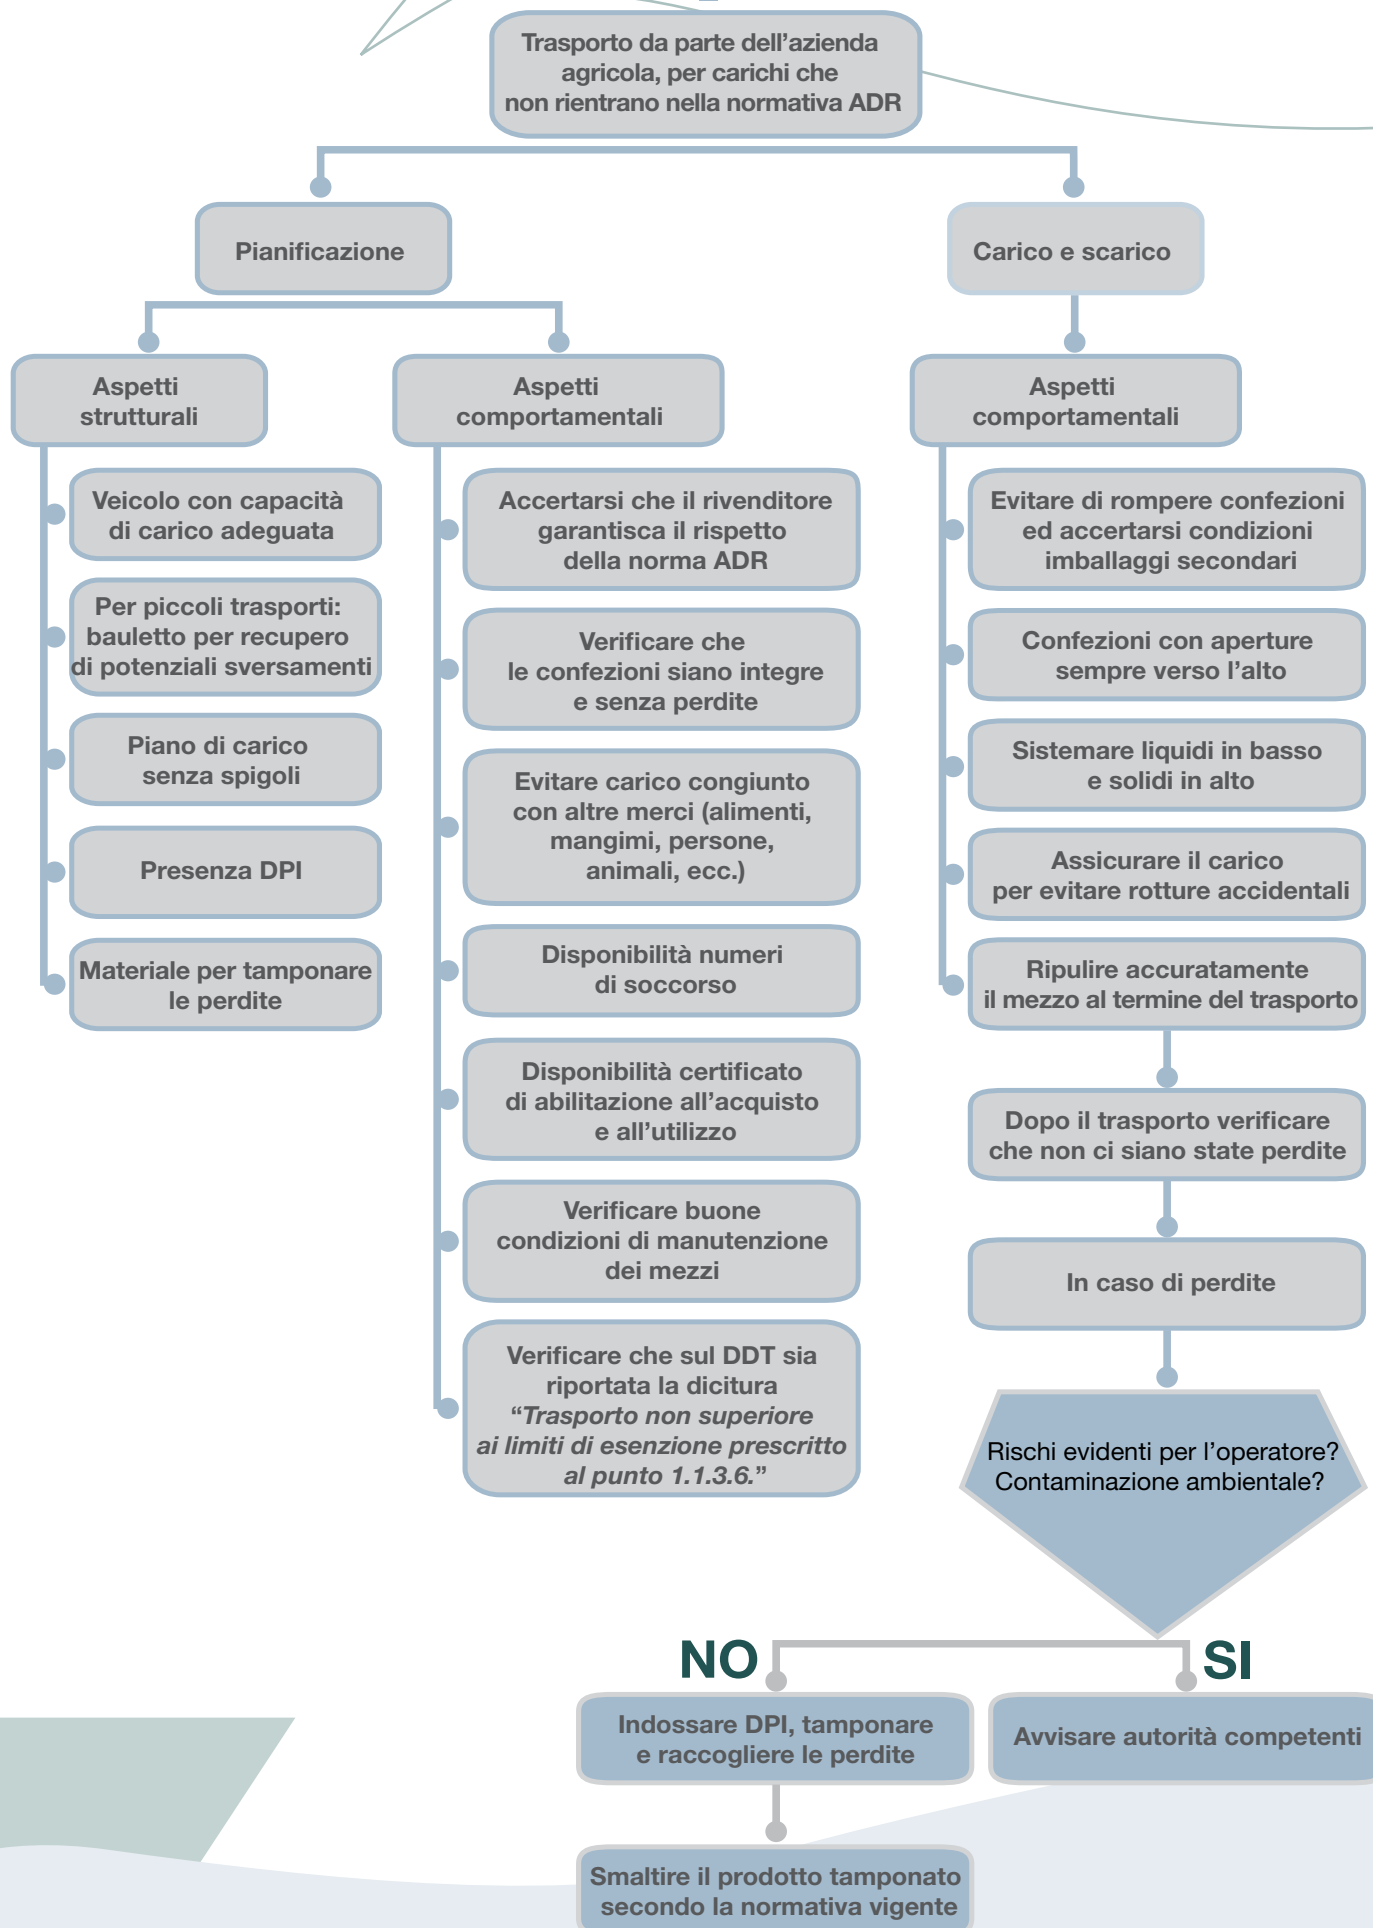 Trasporto da parte dell’azienda
agricola, per carichi che
non rientrano nella normativa ADR
Pianificazione
Carico e scarico
Aspetti
strutturali
Aspetti
comportamentali
Aspetti
comportamentali
Veicolo con capacità
di carico adeguata
Per piccoli trasporti:
bauletto per recupero
di potenziali sversamenti
Piano di carico
senza spigoli
Presenza DPI
Materiale per tamponare
le perdite
Accertarsi che il rivenditore
garantisca il rispetto
della norma ADR
Verificare che
le confezioni siano integre
e senza perdite
Evitare carico congiunto
con altre merci (alimenti,
mangimi, persone,
animali, ecc.)
Disponibilità numeri
di soccorso
Disponibilità certificato
di abilitazione all’acquisto
e all’utilizzo
Verificare buone
condizioni di manutenzione
dei mezzi
Verificare che sul DDT sia
riportata la dicitura
“Trasporto non superiore
ai limiti di esenzione prescritto
al punto 1.1.3.6.”
Evitare di rompere confezioni
ed accertarsi condizioni
imballaggi secondari
Confezioni con aperture
sempre verso l’alto
Sistemare liquidi in basso
e solidi in alto
Assicurare il carico
per evitare rotture accidentali
Ripulire accuratamente
il mezzo al termine del trasporto
Dopo il trasporto verificare
che non ci siano state perdite
In caso di perdite
Rischi evidenti per l’operatore?
Contaminazione ambientale?
NO
SI
Indossare DPI, tamponare
e raccogliere le perdite
Avvisare autorità competenti
Smaltire il prodotto tamponato
secondo la normativa vigente